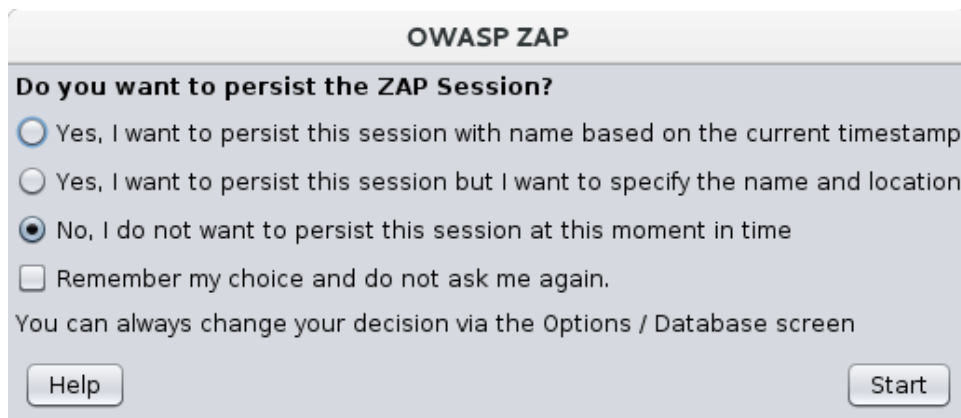 OWASP ZAP
Do you want to persist the ZAP Session?
Yes, I want to persist this session with name based on the current timestamp
Yes, I want to persist this session but I want to specify the name and location
No, I do not want to persist this session at this moment in time
Remember my choice and do not ask me again.
You can always change your decision via the Options / Database screen
Help Start